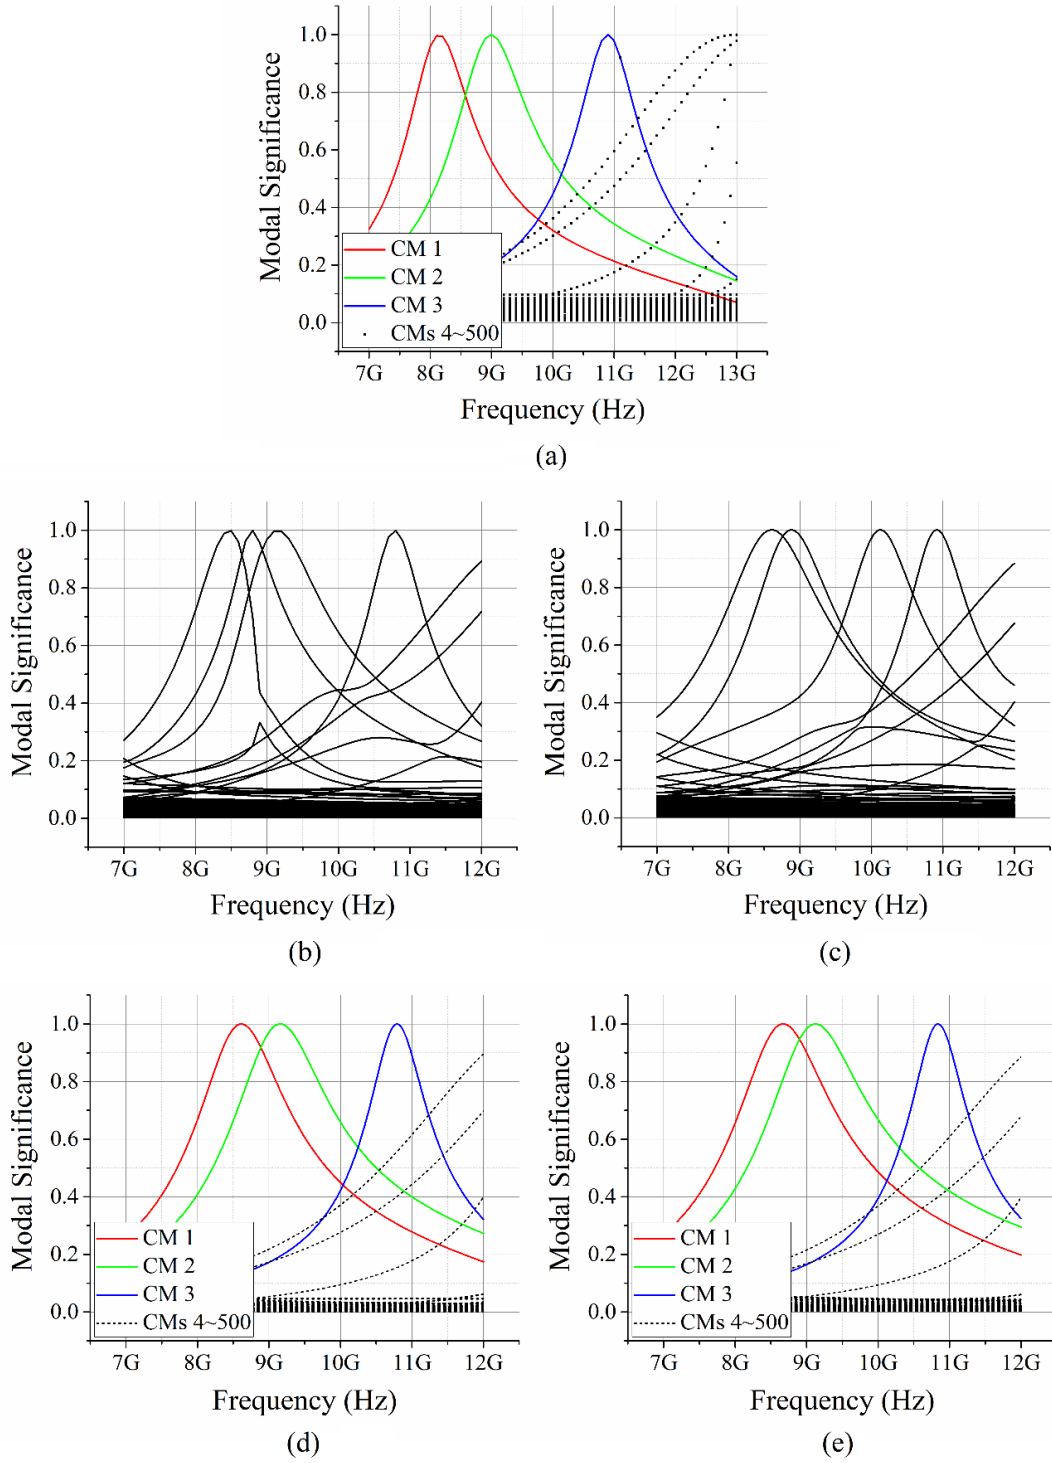 Modal Significance
1.0
0.8
0.6
0.4
0.2
0.0
CM 1
CM 2
CM 3
CMs 4~500
7G 8G 9G 10G 11G 12G 13G
Frequency (Hz)
(a)
Modal Significance
1.0
0.8
0.6
0.4
0.2
0.0
7G 8G 9G 10G 11G 12G
Frequency (Hz)
(b)
Modal Significance
1.0
0.8
0.6
0.4
0.2
0.0
7G 8G 9G 10G 11G 12G
Frequency (Hz)
(c)
Modal Significance
1.0
0.8
0.6
0.4
0.2
0.0
CM 1
CM 2
CM 3
CMs 4~500
7G 8G 9G 10G 11G 12G
Frequency (Hz)
(d)
Modal Significance
1.0
0.8
0.6
0.4
0.2
0.0
CM 1
CM 2
CM 3
CMs 4~500
7G 8G 9G 10G 11G 12G
Frequency (Hz)
(e)